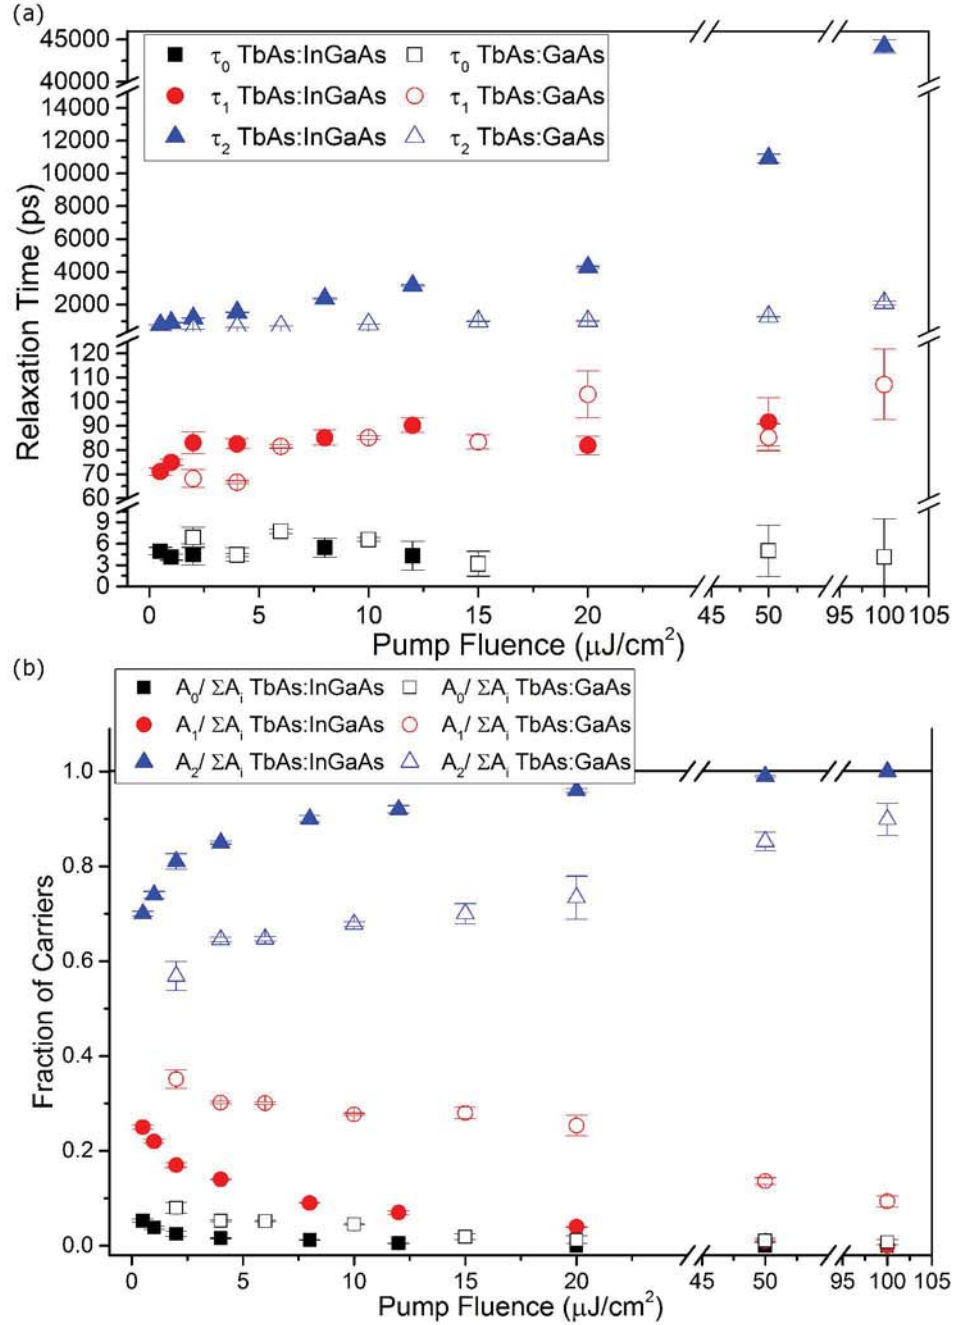 (a)
τ₀ TbAs:InGaAs τ₀ TbAs:GaAs
τ₁ TbAs:InGaAs τ₁ TbAs:GaAs
τ₂ TbAs:InGaAs τ₂ TbAs:GaAs
Relaxation Time (ps)
45000
40000
14000
12000
10000
8000
6000
4000
2000
120
110
100
90
80
70
60
9
6
3
0
0 5 10 15 20 45 50 95 100 105
Pump Fluence (μJ/cm²)
(b)
A₀/ ΣAᵢ TbAs:InGaAs A₀/ ΣAᵢ TbAs:GaAs
A₁/ ΣAᵢ TbAs:InGaAs A₁/ ΣAᵢ TbAs:GaAs
A₂/ ΣAᵢ TbAs:InGaAs A₂/ ΣAᵢ TbAs:GaAs
Fraction of Carriers
1.0
0.8
0.6
0.4
0.2
0.0
0 5 10 15 20 45 50 95 100 105
Pump Fluence (μJ/cm²)